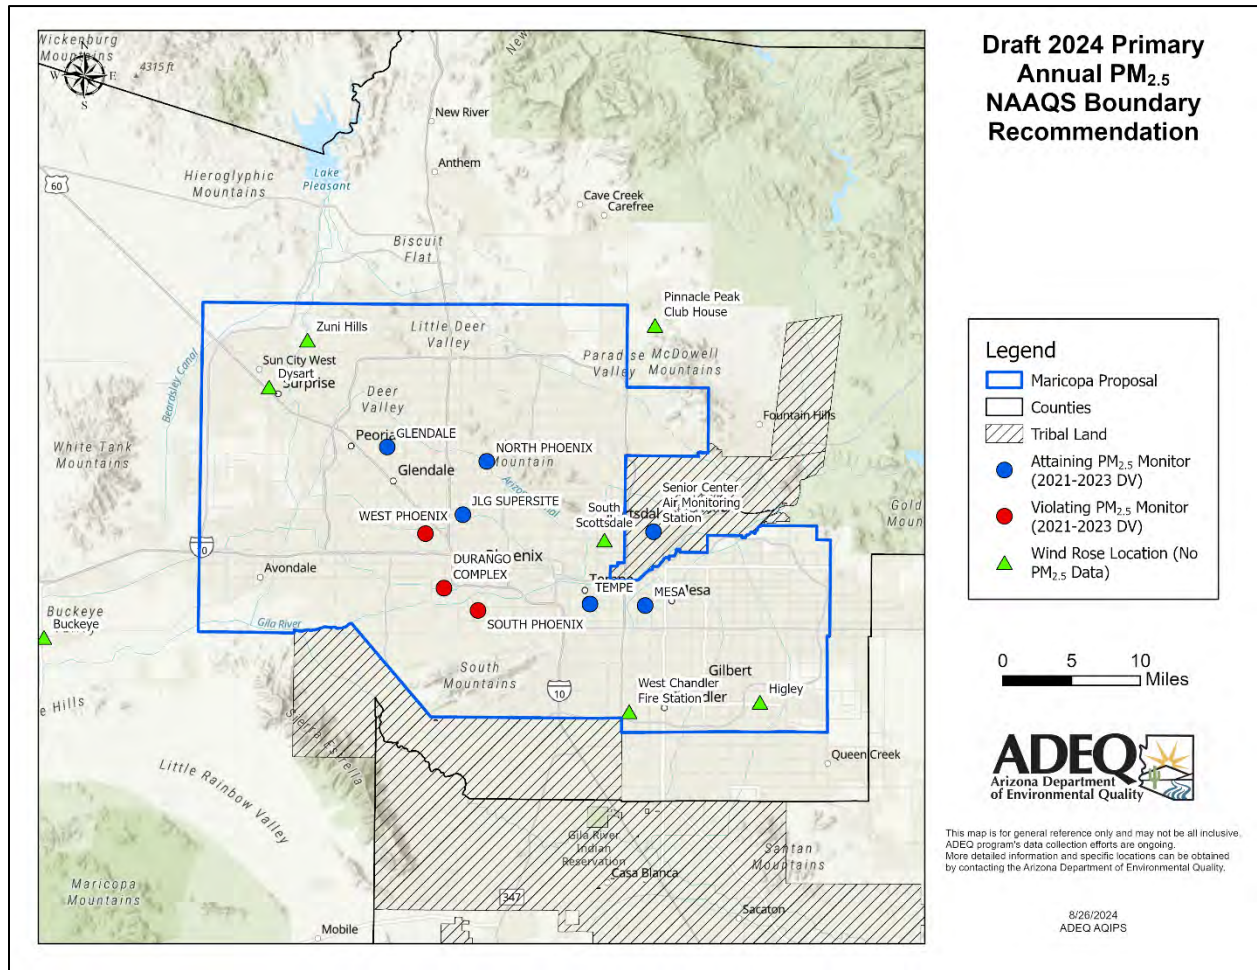 Draft 2024 Primary
Annual PM2.5
NAAQS Boundary
Recommendation
Wickenburg
Mountains
4315 ft
N
W
E
S
New River
Anthem
Lake
Pleasant
Hieroglyphic
Mountains
60
Cave Creek
Carefree
Biscuit
Flat
Pinnacle Peak
Club House
Zuni Hills
Little Deer
Valley
Paradise
Valley
McDowell
Mountains
Sun City West
Dysart
Surprise
Beardsley Canal
Deer
Valley
Fountain Hills
White Tank
Mountains
Peoria
GLENDALE
NORTH PHOENIX
Mountain
Glendale
Senior Center
Air Monitoring
Station
JLG SUPERSITE
South
Scottsdale
WEST PHOENIX
DURANGO
COMPLEX
Avondale
TEMPE
MESA
SOUTH PHOENIX
Buckeye
Buckeye
Gila River
South
Mountains
10
Gilbert
West Chandler
Fire Station
Higley
Sierra Estrella
Queen Creek
Little Rainbow Valley
Gila River
Indian
Reservation
Santan
Mountains
Casa Blanca
Maricopa
Mountains
347
Sacaton
Mobile
Legend
Maricopa Proposal
Counties
Tribal Land
Attaining PM2.5 Monitor
(2021-2023 DV)
Violating PM2.5 Monitor
(2021-2023 DV)
Wind Rose Location (No
PM2.5 Data)
0 5 10
Miles
ADEQ
Arizona Department
of Environmental Quality
This map is for general reference only and may not be all inclusive.
ADEQ program's data collection efforts are ongoing.
More detailed information and specific locations can be obtained
by contacting the Arizona Department of Environmental Quality.
8/26/2024
ADEQ AQIPS